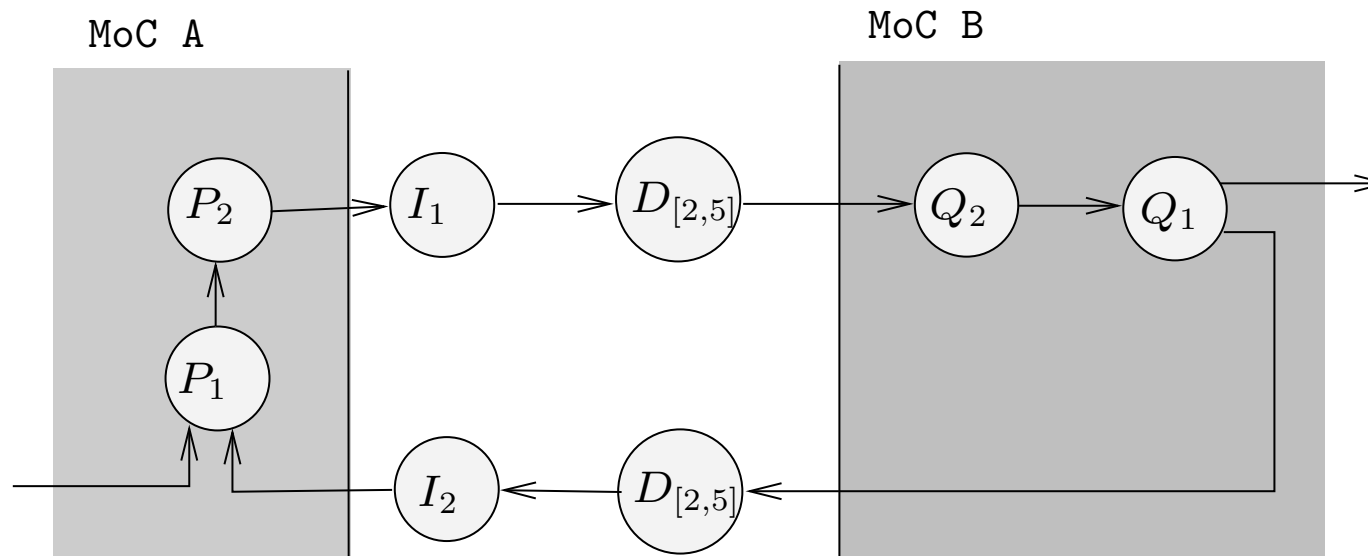 MoC A
MoC B
P₂
I₁
D[2,5]
Q₂
Q₁
P₁
I₂
D[2,5]